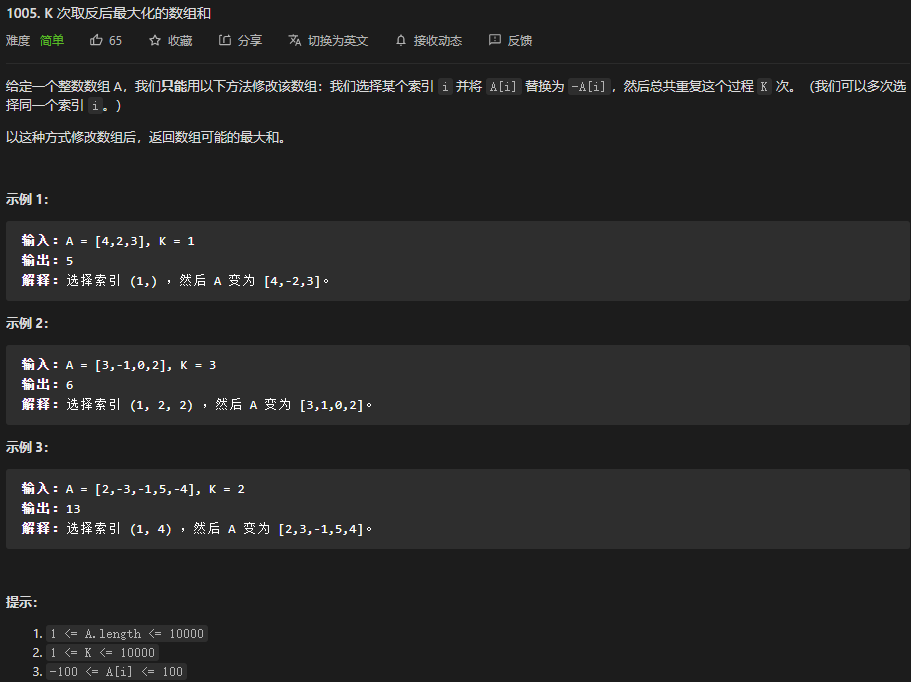 1005. K 次取反后最大化的数组和
难度 简单 65 收藏 分享 切换为英文 接收动态 反馈
给定一个整数数组 A，我们只能用以下方法修改该数组：我们选择某个索引 i 并将 A[i] 替换为 -A[i]，然后总共重复这个过程 K 次。（我们可以多次选
择同一个索引 i。）
以这种方式修改数组后，返回数组可能的最大和。
示例 1：
输入：A = [4,2,3], K = 1
输出：5
解释：选择索引 (1,) ，然后 A 变为 [4,-2,3]。
示例 2：
输入：A = [3,-1,0,2], K = 3
输出：6
解释：选择索引 (1, 2, 2) ，然后 A 变为 [3,1,0,2]。
示例 3：
输入：A = [2,-3,-1,5,-4], K = 2
输出：13
解释：选择索引 (1, 4) ，然后 A 变为 [2,3,-1,5,4]。
提示：
1. 1 <= A.length <= 10000
2. 1 <= K <= 10000
3. -100 <= A[i] <= 100